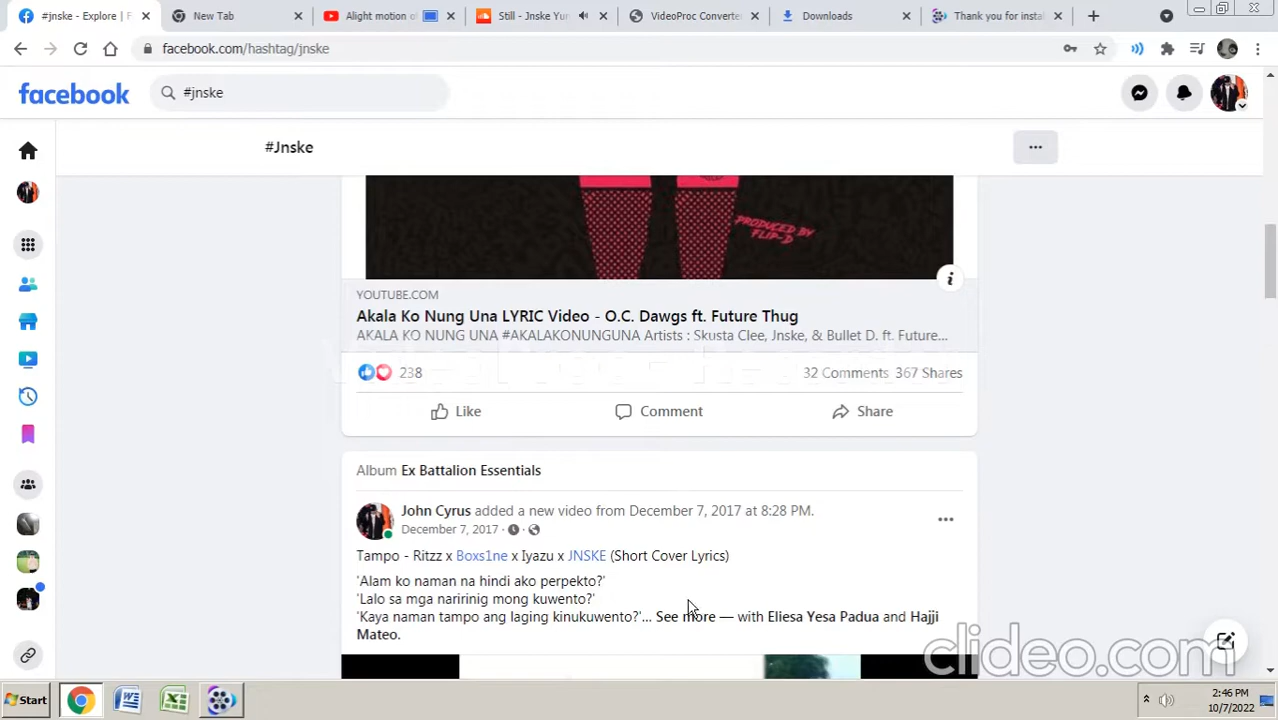 #jnske - Explore | F
New Tab
Alight motion of
Still - Jnske Yun
VideoProc Converte
Downloads
Thank you for instal
facebook.com/hashtag/jnske
facebook
#jnske
#Jnske
PRODUCED BY
FLIP-D
YOUTUBE.COM
Akala Ko Nung Una LYRIC Video - O.C. Dawgs ft. Future Thug
AKALA KO NUNG UNA #AKALAKONUNGUNA Artists : Skusta Clee, Jnske, & Bullet D. ft. Future...
238
32 Comments 367 Shares
Like
Comment
Share
Album Ex Battalion Essentials
John Cyrus added a new video from December 7, 2017 at 8:28 PM.
December 7, 2017
Tampo - Ritzz x Boxs1ne x Iyazu x JNSKE (Short Cover Lyrics)
'Alam ko naman na hindi ako perpekto?'
'Lalo sa mga naririnig mong kuwento?'
'Kaya naman tampo ang laging kinukuwento?'... See more — with Eliesa Yesa Padua and Hajji
Mateo.
clideo.com
Start
2:46 PM
10/7/2022